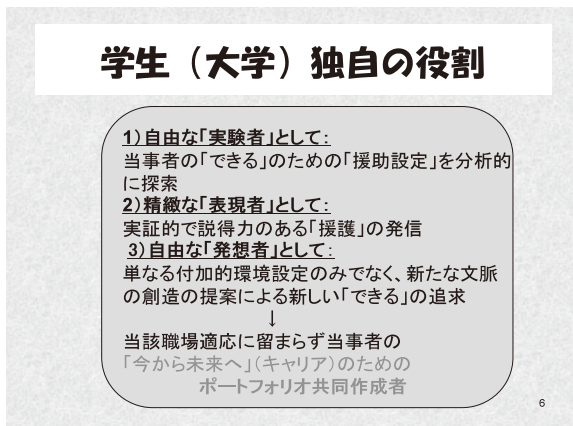 学生（大学）独自の役割
1)自由な「実験者」として：
当事者の「できる」のための「援助設定」を分析的
に探索
2)精緻な「表現者」として：
実証的で説得力のある「援護」の発信
3)自由な「発想者」として：
単なる付加的環境設定のみでなく、新たな文脈
の創造の提案による新しい「できる」の追求
↓
当該職場適応に留まらず当事者の
「今から未来へ」(キャリア)のための
ポートフォリオ共同作成者
6